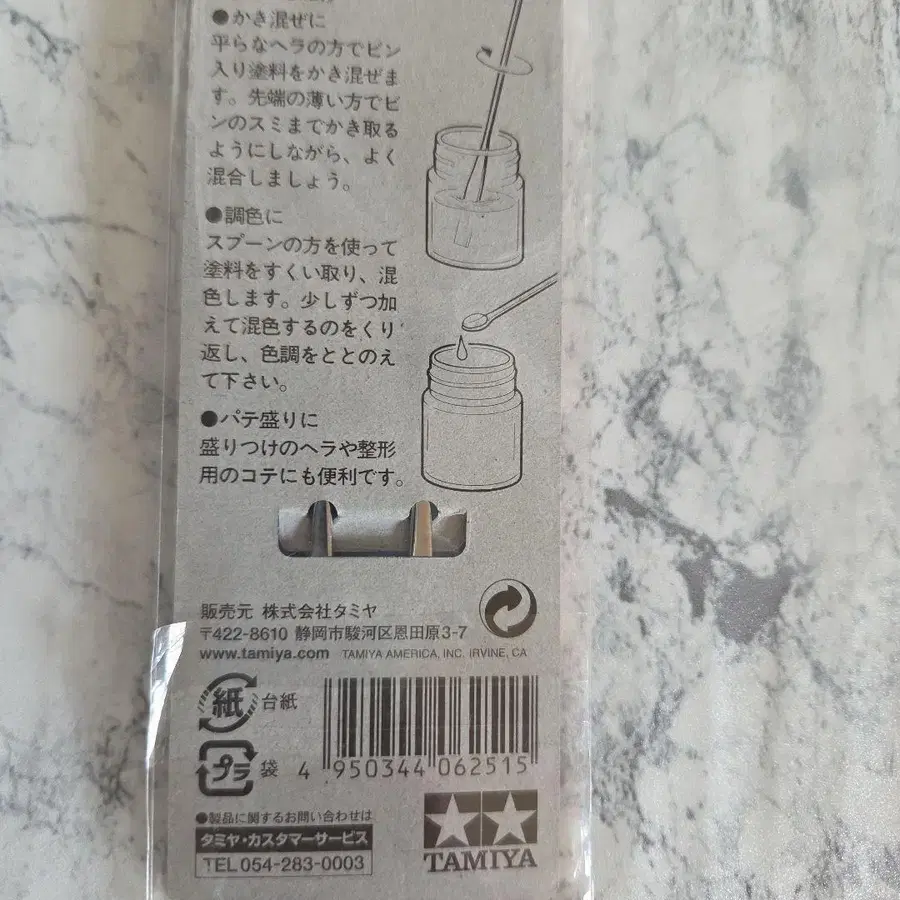 ●かき混ぜに
平らなヘラの方でビン
入り塗料をかき混ぜま
す。先端の薄い方でビ
ンのスミまでかき取る
ようにしながら、よく
混合しましょう。
●調色に
スプーンの方を使って
塗料をすくい取り、混
色します。少しずつ加
えて混色するのをくり
返し、色調をととのえ
て下さい。
●パテ盛りに
盛りつけのヘラや整形
用のコテにも便利です。
販売元 株式会社タミヤ
〒422-8610 静岡市駿河区恩田原3-7
www.tamiya.com TAMIYA AMERICA, INC. IRVINE, CA
紙 台紙
プラ 袋
4 950344 062515
●製品に関するお問い合わせは
タミヤ・カスタマーサービス
TEL 054-283-0003
TAMIYA